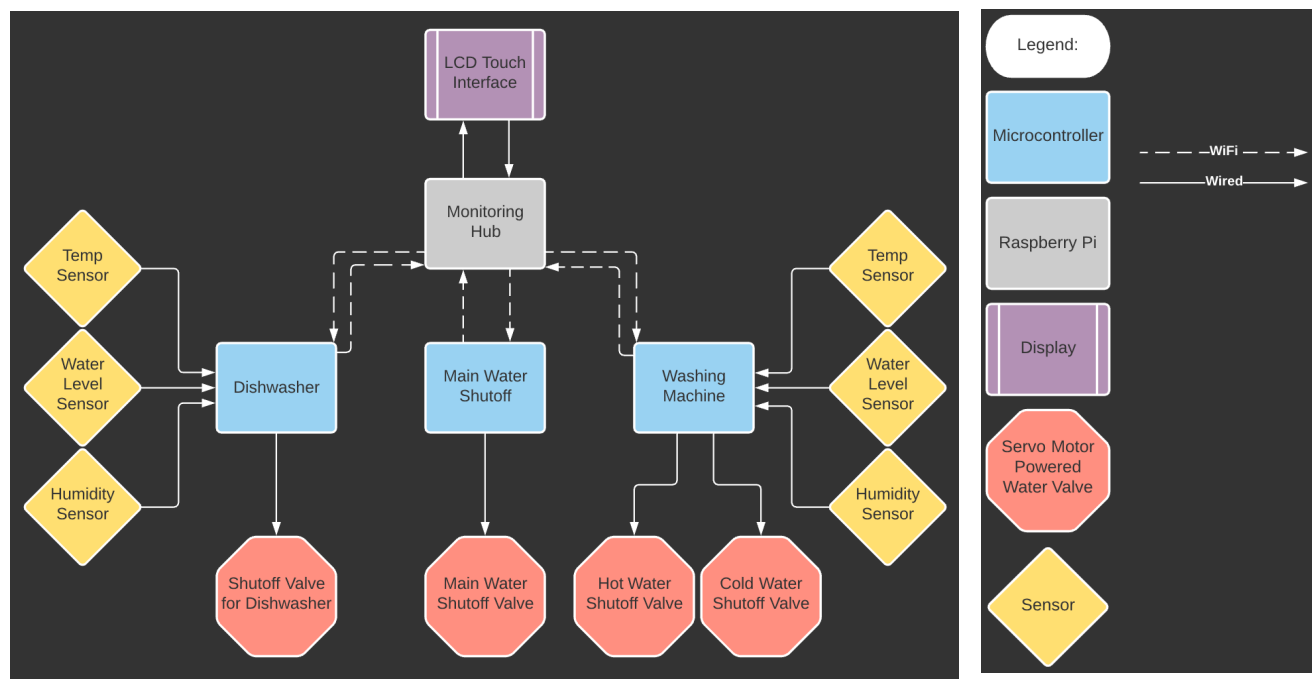 LCD Touch
Interface
Monitoring
Hub
Temp
Sensor
Water
Level
Sensor
Humidity
Sensor
Dishwasher
Main Water
Shutoff
Washing
Machine
Temp
Sensor
Water
Level
Sensor
Humidity
Sensor
Shutoff Valve
for Dishwasher
Main Water
Shutoff Valve
Hot Water
Shutoff Valve
Cold Water
Shutoff Valve
Legend:
Microcontroller
WiFi
Wired
Raspberry Pi
Display
Servo Motor
Powered
Water Valve
Sensor